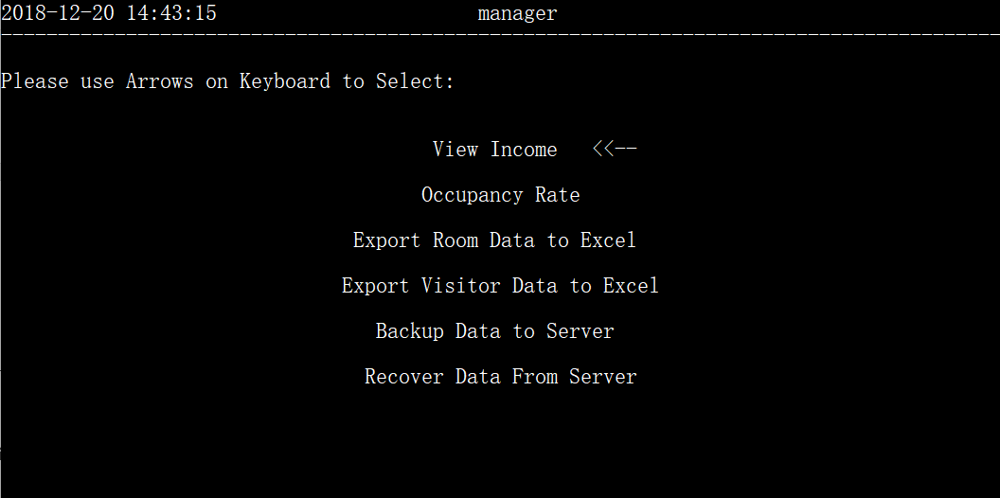 2018-12-20 14:43:15 manager
--------------------------------------------------------------------------------
Please use Arrows on Keyboard to Select:
View Income <<--
Occupancy Rate
Export Room Data to Excel
Export Visitor Data to Excel
Backup Data to Server
Recover Data From Server